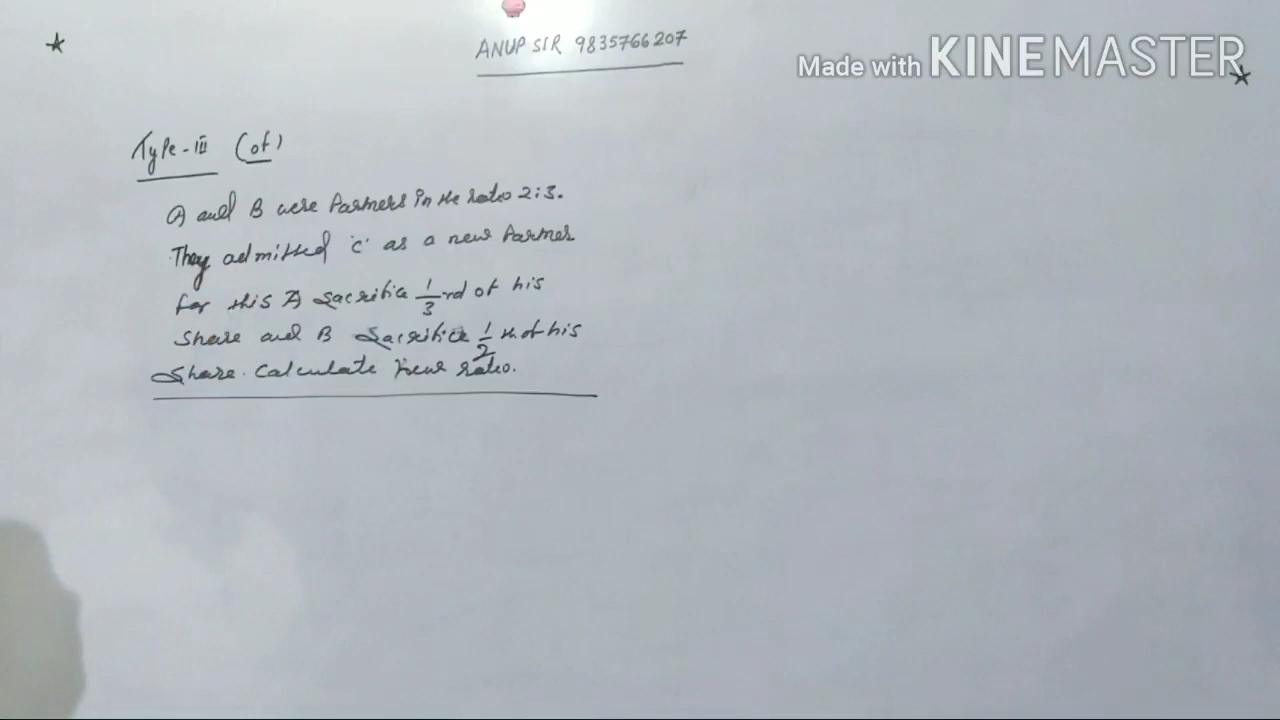 ANUP SIR 9835766207
Made with KINEMASTER
Type-III (of)
A and B were Partners in the ratio 2:3.
They admitted 'C' as a new Partner
for this A sacrifice 1/3 rd of his
Share and B Sacrifice 1/2 th of his
Share. Calculate new ratio.